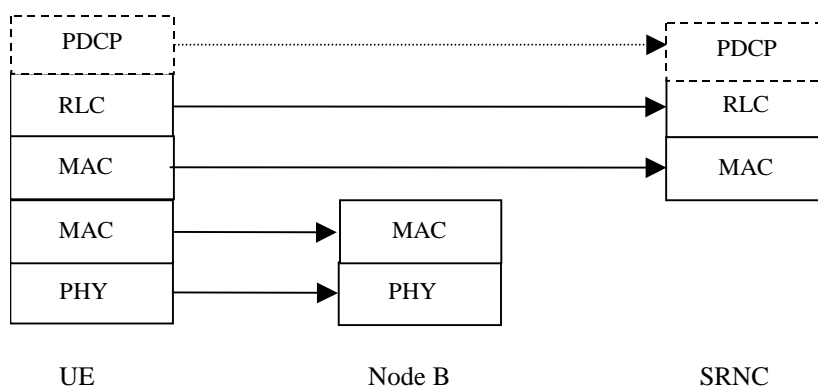 PDCP PDCP
RLC RLC
MAC MAC
MAC MAC
PHY PHY
UE Node B SRNC